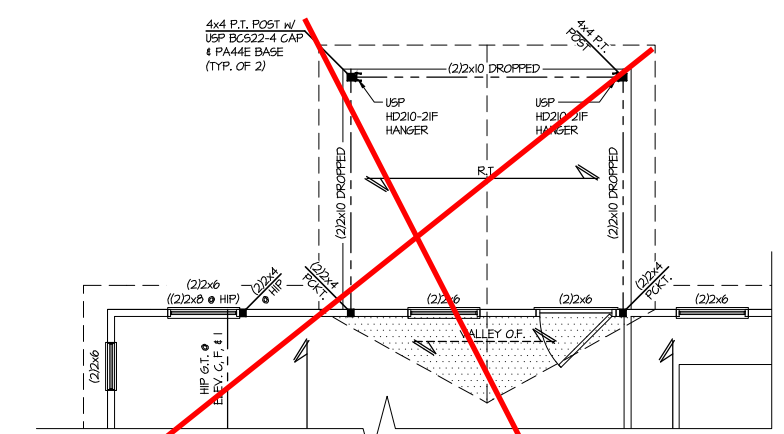 4x4 P.T. POST W/
USP BCS22-4 CAP
& PA44E BASE
(TYP. OF 2)
4x4 P.T.
POST
(2)2x10 DROPPED
USP
HD210-2IF
HANGER
USP
HD210-2IF
HANGER
(2)2x10 DROPPED
R.T.
(2)2x10 DROPPED
(2)2x6
((2)2x8 @ HIP)
(2)2x4
@ HIP
(2)2x4
PCKT.
(2)2x6
(2)2x6
(2)2x4
PCKT.
(2)2x6
(2)2x6
VALLEY O.F.
HIP G.T. @
ELEV. C, F, & I